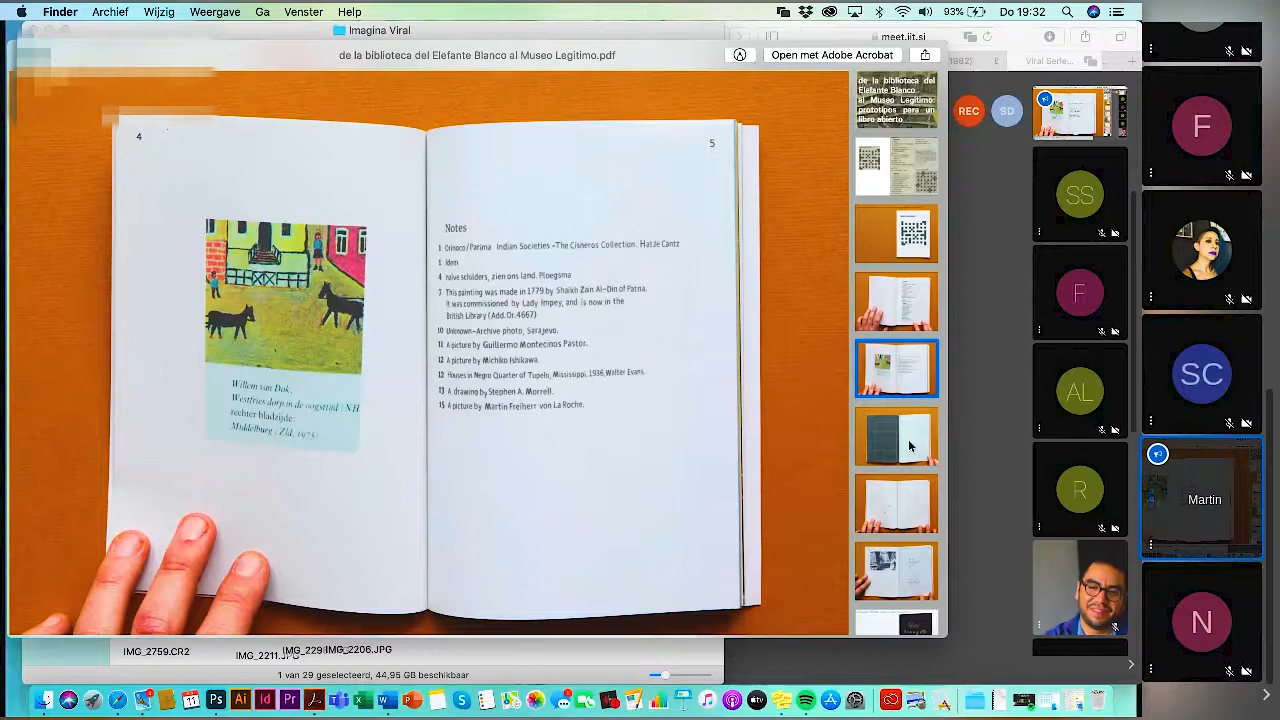 Finder Archief Wijzig Weergave Ga Venster Help
93% Do 19:32
Imagina Viral
meet.jit.si
de la biblioteca del Elefante Blanco al Museo Legitimo.pdf
Open met Adobe Acrobat
1982)
E
Viral Serie...
4
Willem van Dok,
Westfries dorp in de oogsttijd / NH
rechter bladzijde:
Middelburg / Zld, 1975
5
Notes
1 Orinoco/Parima. Indian Societies -The Cisneros Collection. Hatje Cantz
3 Idem
4 naïve schilders, zien ons land. Ploegsma
7 This painting was made in 1779 by Shaikh Zain Al-Din of Patna.
It was commissioned by Lady Impey, and is now in the
British Library (Add.Or.4667)
10 Unknown-Archive photo, Sarajevo.
11 A picture by Guillermo Montecinos Pastor.
12 A picture by Michiko Ishikawa.
12 Houses in Negro Quarter of Tupelo, Mississippi, 1936, Walter Evans.
13 A drawing by Stephen A. Morrell.
15 A picture by Martin Freiherr von La Roche.
de la biblioteca del
Elefante Blanco
al Museo Legitimo:
prototipos para un
libro abierto
REC
SD
SS
F
AL
R
F
SC
Martin
N
IMG_2759.CR2
IMG_2211.JPG
IMG_2206.JPG
1 van 29 geselecteerd, 44,95 GB beschikbaar